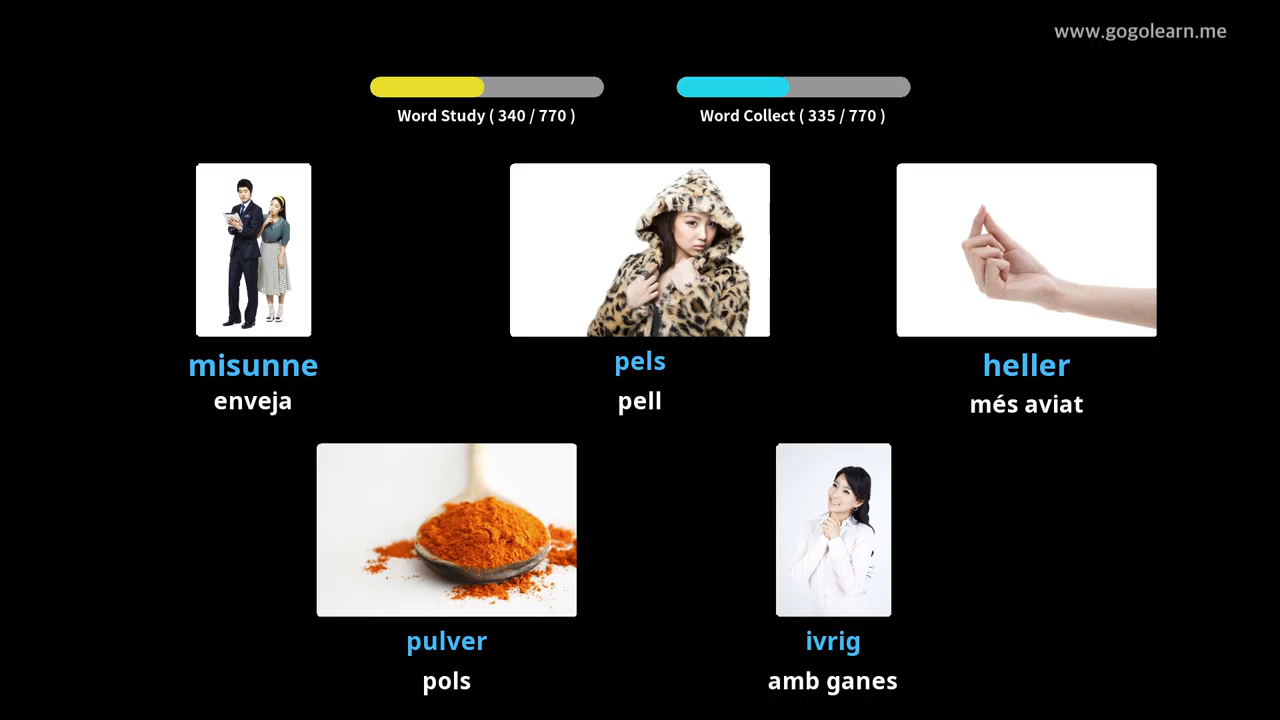 www.gogolearn.me
Word Study ( 340 / 770 )
Word Collect ( 335 / 770 )
misunne
enveja
pels
pell
heller
més aviat
pulver
pols
ivrig
amb ganes